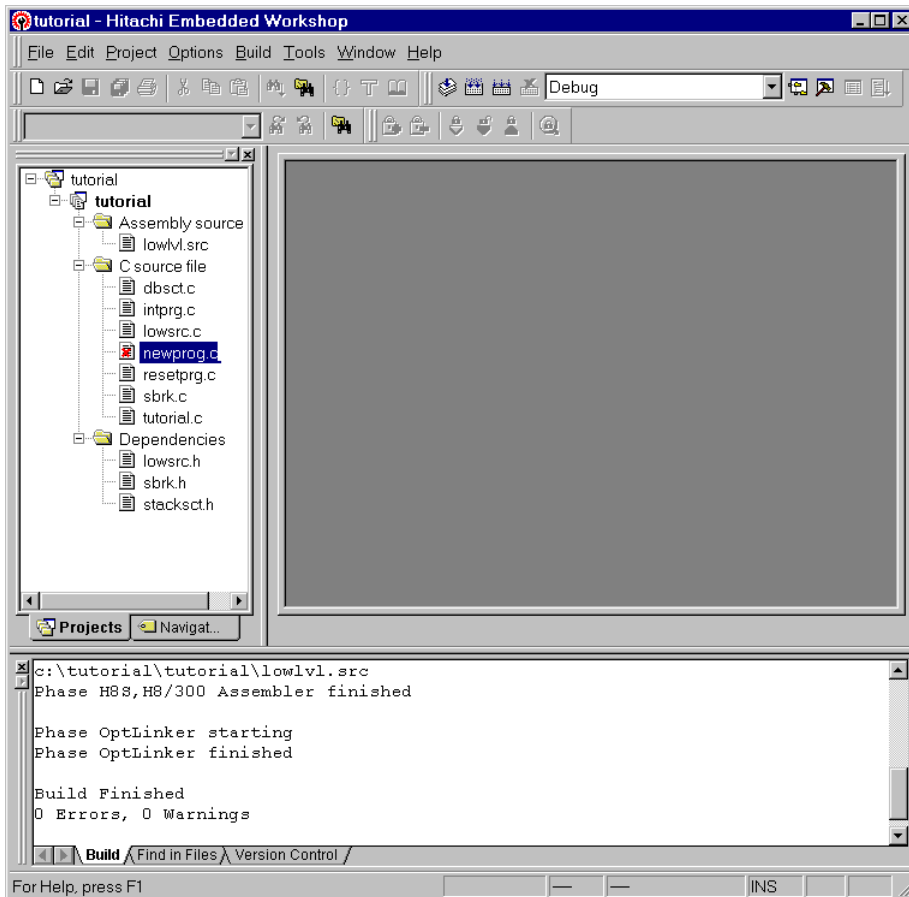 tutorial - Hitachi Embedded Workshop
File Edit Project Options Build Tools Window Help
Debug
tutorial
tutorial
Assembly source
lowlvl.src
C source file
dbsct.c
intprg.c
lowsrc.c
newprog.c
resetprg.c
sbrk.c
tutorial.c
Dependencies
lowsrc.h
sbrk.h
stacksct.h
Projects Navigat...
c:\tutorial\tutorial\lowlvl.src
Phase H8S,H8/300 Assembler finished
Phase OptLinker starting
Phase OptLinker finished
Build Finished
0 Errors, 0 Warnings
Build Find in Files Version Control
For Help, press F1 INS